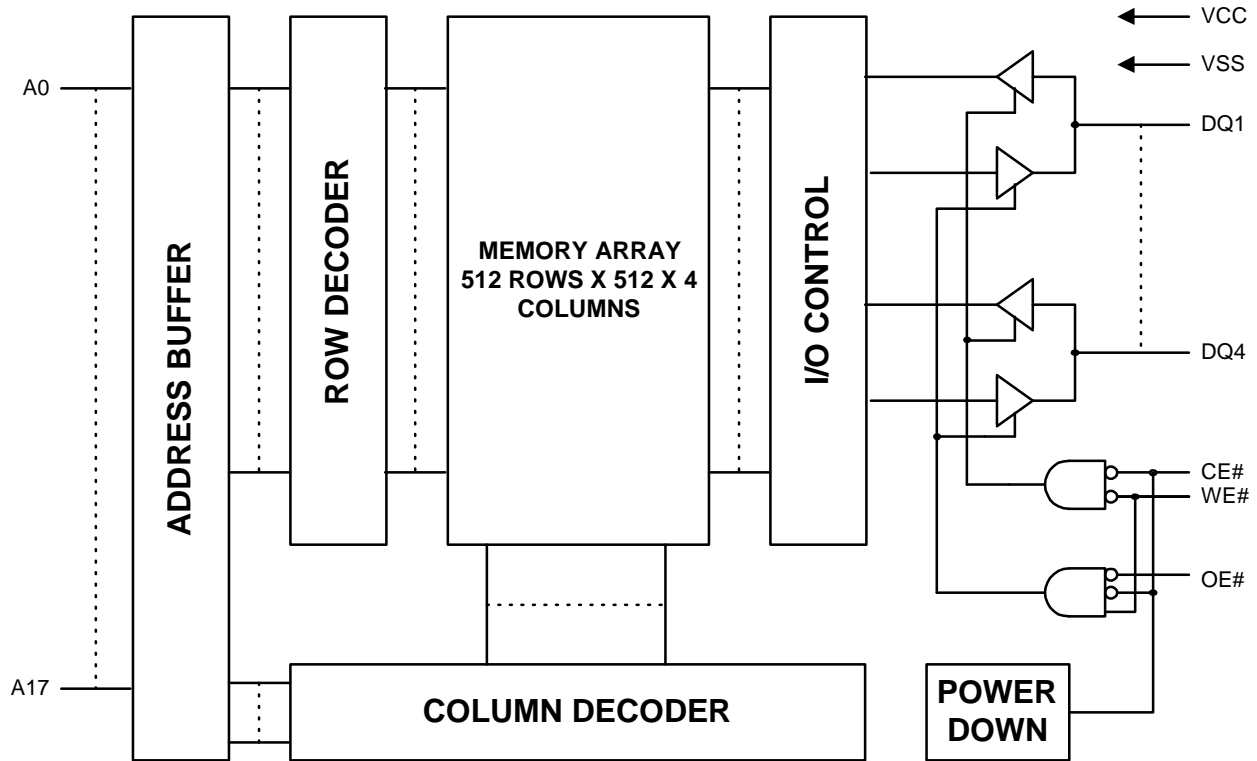 VCC
VSS
A0
DQ1
ADDRESS BUFFER
ROW DECODER
MEMORY ARRAY
512 ROWS X 512 X 4
COLUMNS
I/O CONTROL
DQ4
CE#
WE#
OE#
A17
COLUMN DECODER
POWER
DOWN